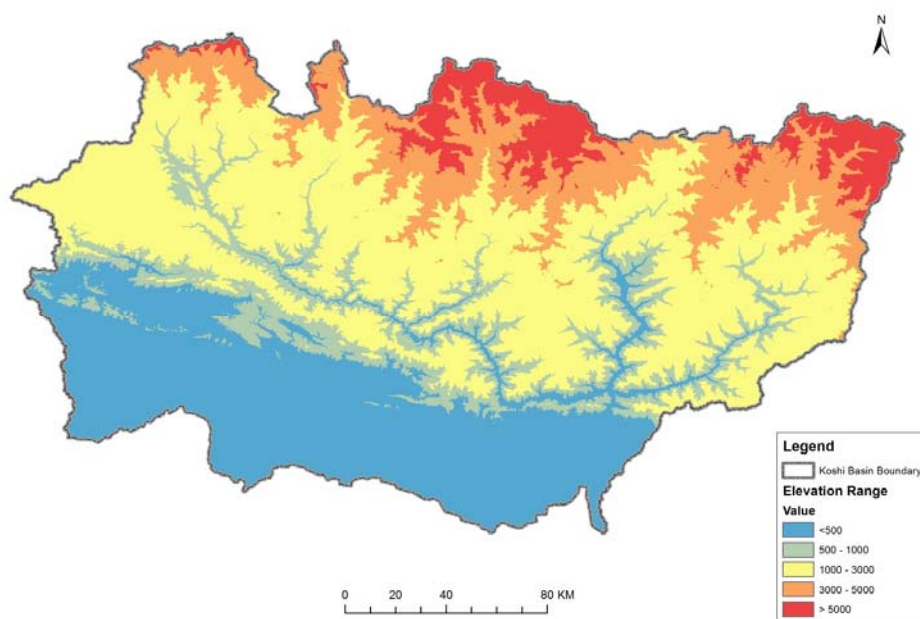 N
Legend
Koshi Basin Boundary
Elevation Range
Value
<500
500 - 1000
1000 - 3000
3000 - 5000
> 5000
0 20 40 80 KM